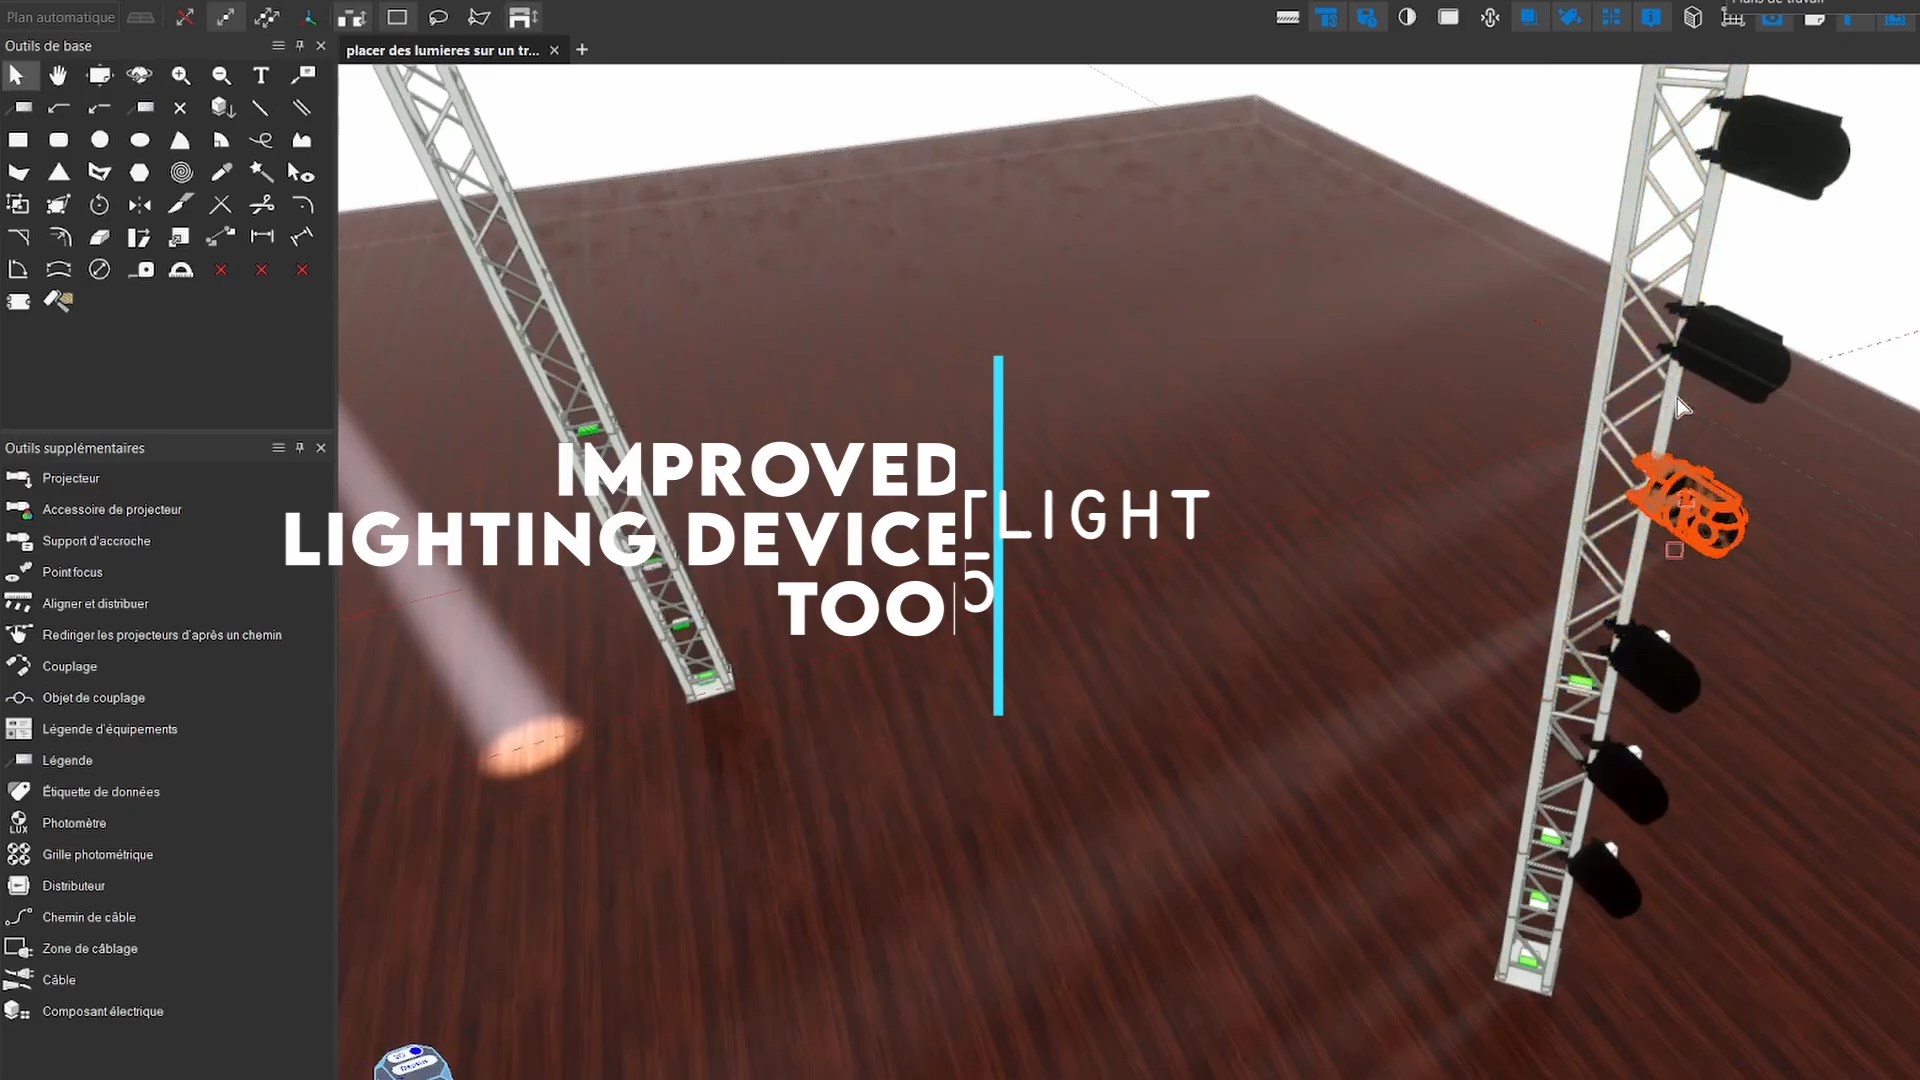 Plan automatique
Outils de base
placer des lumieres sur un tr...
T
IMPROVED
LIGHTING DEVICE
TOO
TLIGHT
5
Outils supplémentaires
Projecteur
Accessoire de projecteur
Support d'accroche
Point focus
Aligner et distribuer
Rediriger les projecteurs d'après un chemin
Couplage
Objet de couplage
Légende d'équipements
Légende
Étiquette de données
LUX
Photomètre
Grille photométrique
Distributeur
Chemin de câble
Zone de câblage
Câble
Composant électrique